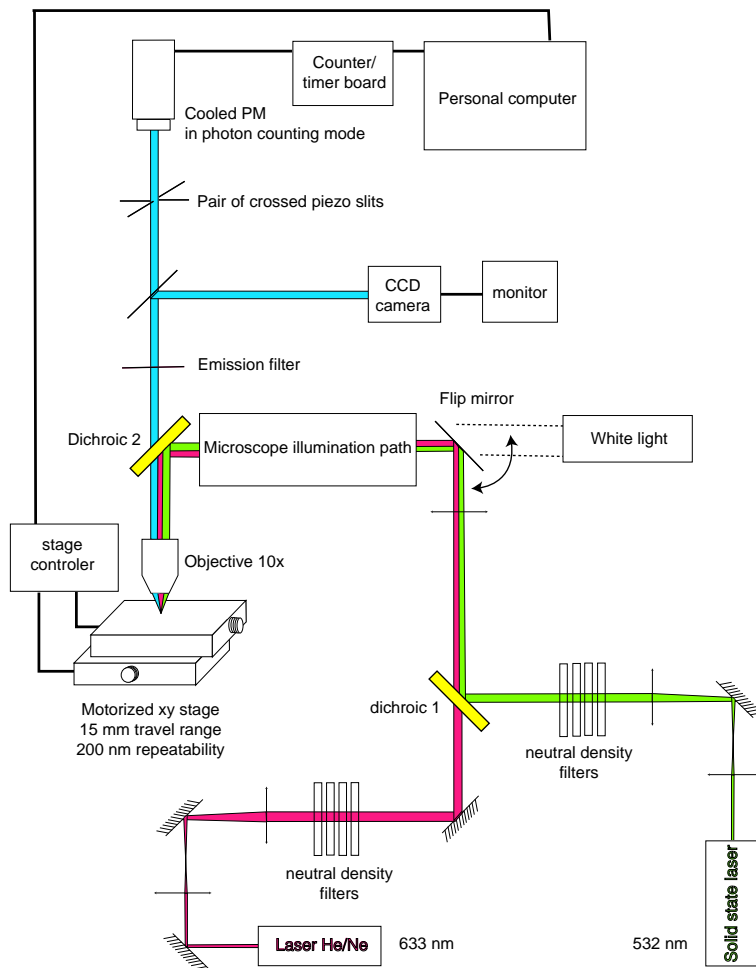 Counter/
timer board
Personal computer
Cooled PM
in photon counting mode
Pair of crossed piezo slits
CCD
camera
monitor
Emission filter
Flip mirror
Dichroic 2
Microscope illumination path
White light
stage
controler
Objective 10x
Motorized xy stage
15 mm travel range
200 nm repeatability
dichroic 1
neutral density
filters
neutral density
filters
Laser He/Ne
633 nm
532 nm
Solid state laser